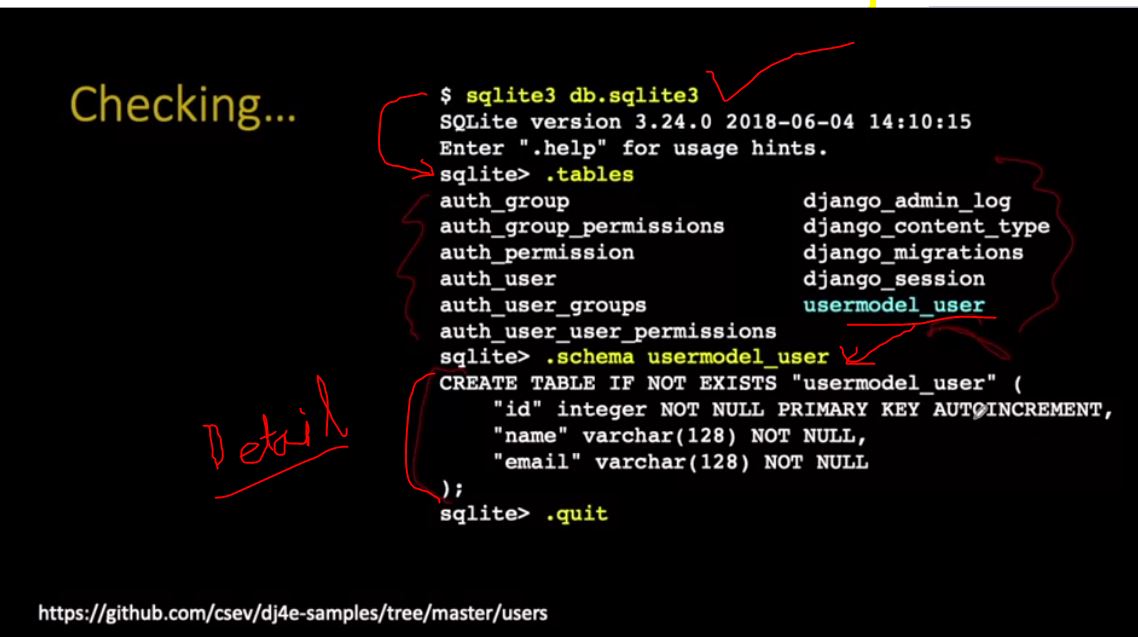 Checking...
$ sqlite3 db.sqlite3
SQLite version 3.24.0 2018-06-04 14:10:15
Enter ".help" for usage hints.
sqlite> .tables
auth_group django_admin_log
auth_group_permissions django_content_type
auth_permission django_migrations
auth_user django_session
auth_user_groups usermodel_user
auth_user_user_permissions
sqlite> .schema usermodel_user
CREATE TABLE IF NOT EXISTS "usermodel_user" (
"id" integer NOT NULL PRIMARY KEY AUTOINCREMENT,
"name" varchar(128) NOT NULL,
"email" varchar(128) NOT NULL
);
sqlite> .quit
Detail
https://github.com/csev/dj4e-samples/tree/master/users